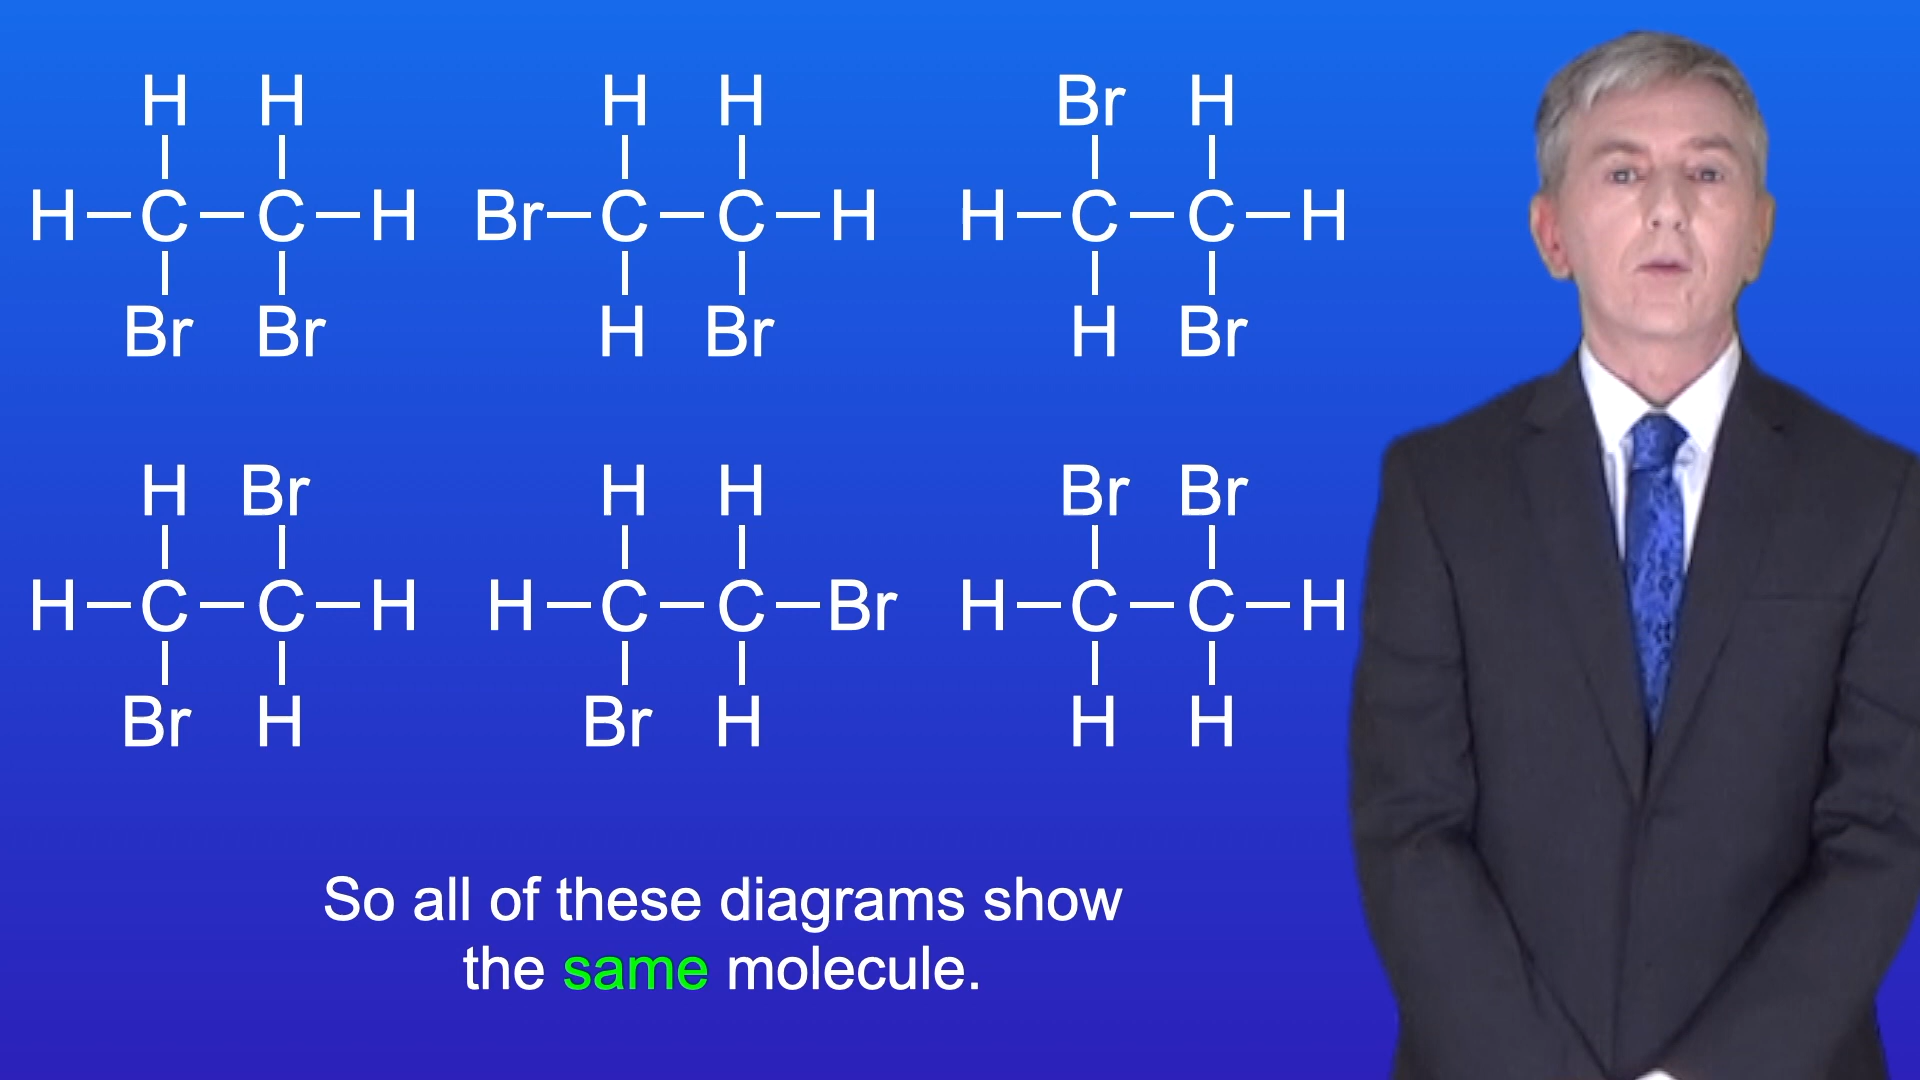 H H H H Br H
H–C–C–H Br–C–C–H H–C–C–H
Br Br H Br H Br
H Br H H Br Br
H–C–C–H H–C–C–Br H–C–C–H
Br H Br H H H
So all of these diagrams show
the same molecule.